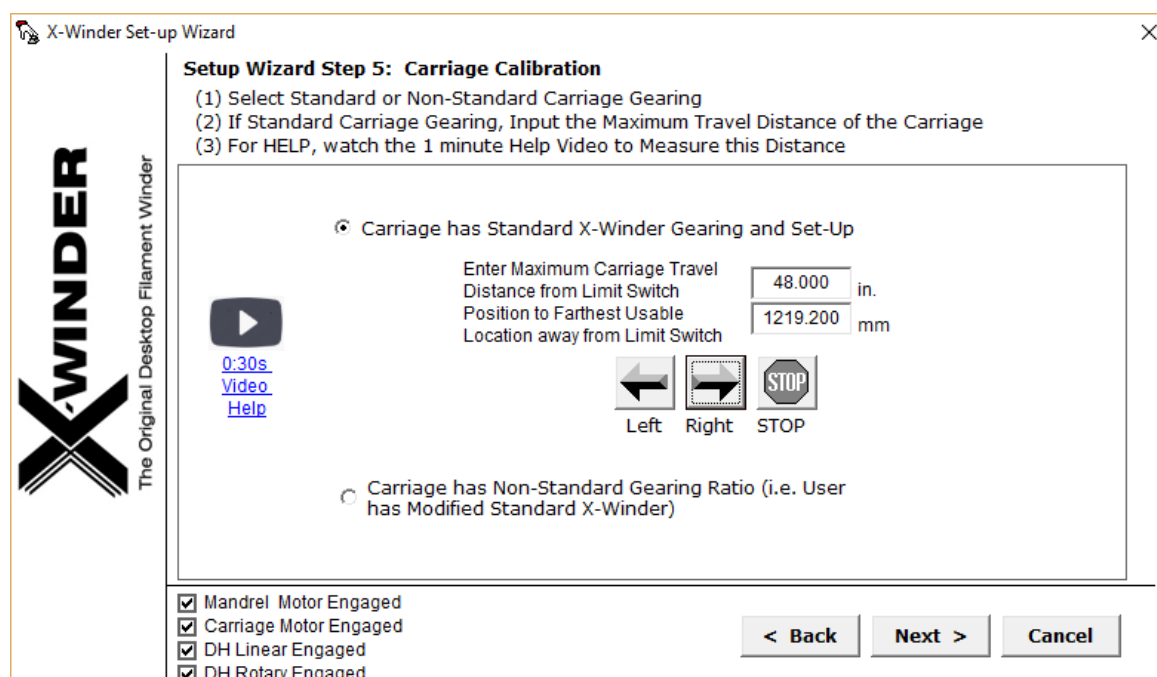 X-Winder Set-up Wizard
Setup Wizard Step 5: Carriage Calibration
(1) Select Standard or Non-Standard Carriage Gearing
(2) If Standard Carriage Gearing, Input the Maximum Travel Distance of the Carriage
(3) For HELP, watch the 1 minute Help Video to Measure this Distance
X-WINDER
The Original Desktop Filament Winder
Carriage has Standard X-Winder Gearing and Set-Up
Enter Maximum Carriage Travel
Distance from Limit Switch
Position to Farthest Usable
Location away from Limit Switch
48.000 in.
1219.200 mm
0:30s
Video
Help
STOP
Left Right STOP
Carriage has Non-Standard Gearing Ratio (i.e. User
has Modified Standard X-Winder)
Mandrel Motor Engaged
Carriage Motor Engaged
DH Linear Engaged
DH Rotary Engaged
< Back Next > Cancel